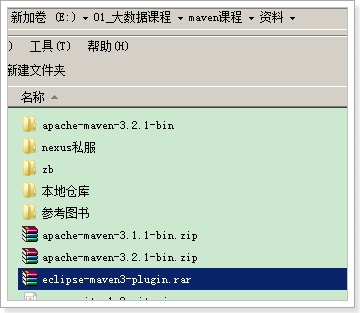 新加卷 (E:) ▾ 01_大数据课程 ▾ maven课程 ▾ 资料 ▾
) 工具(T) 帮助(H)
新建文件夹
名称
apache-maven-3.2.1-bin
nexus私服
zb
本地仓库
参考图书
apache-maven-3.1.1-bin.zip
apache-maven-3.2.1-bin.zip
eclipse-maven3-plugin.rar